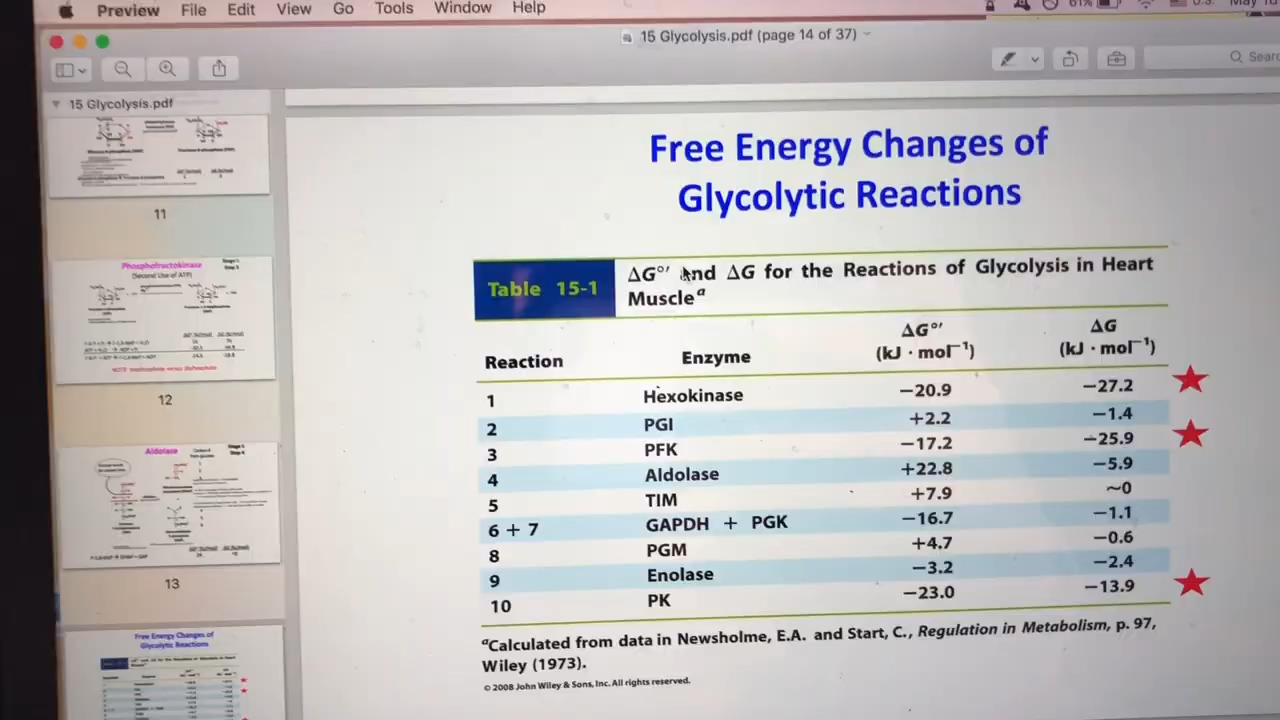 Preview File Edit View Go Tools Window Help 61%
15 Glycolysis.pdf (page 14 of 37)
15 Glycolysis.pdf
11
Phosphofructokinase
(Second Use of ATP)
12
Aldolase
13
Free Energy Changes of
Glycolytic Reactions
Free Energy Changes of
Glycolytic Reactions
Table 15-1 ΔG°′ and ΔG for the Reactions of Glycolysis in Heart
Muscleᵃ
Reaction Enzyme ΔG°′ (kJ · mol⁻¹) ΔG (kJ · mol⁻¹)
1 Hexokinase −20.9 −27.2
2 PGI +2.2 −1.4
3 PFK −17.2 −25.9
4 Aldolase +22.8 −5.9
5 TIM +7.9 ~0
6 + 7 GAPDH + PGK −16.7 −1.1
8 PGM +4.7 −0.6
9 Enolase −3.2 −2.4
10 PK −23.0 −13.9
ᵃCalculated from data in Newsholme, E.A. and Start, C., Regulation in Metabolism, p. 97,
Wiley (1973).
© 2008 John Wiley & Sons, Inc. All rights reserved.